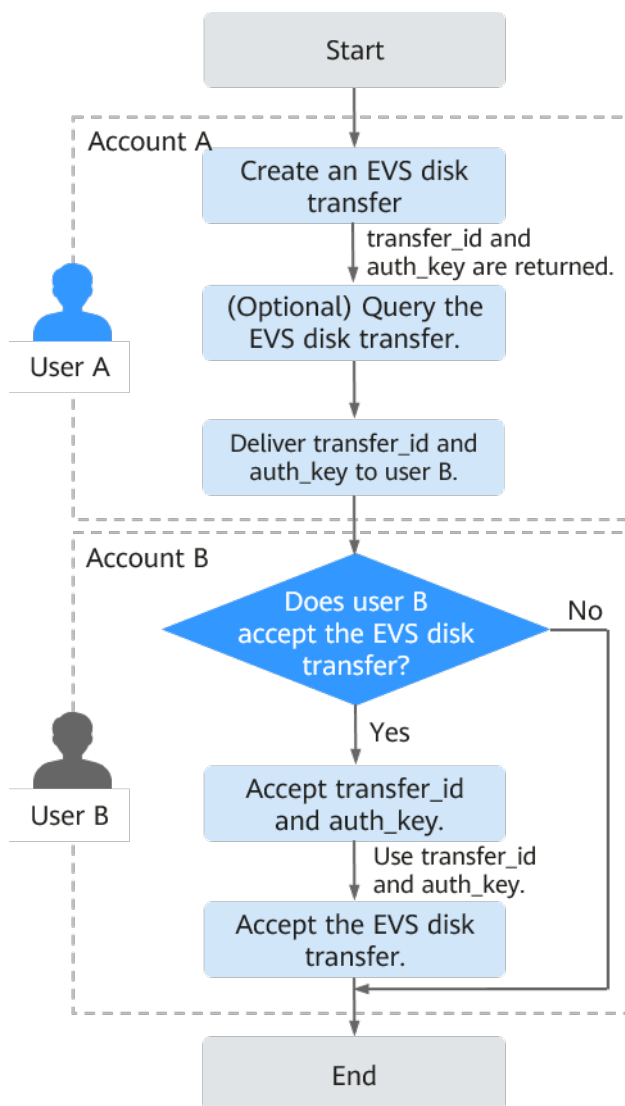 Start
Account A
Create an EVS disk
transfer
transfer_id and
auth_key are returned.
(Optional) Query the
EVS disk transfer.
User A
Deliver transfer_id and
auth_key to user B.
Account B
Does user B
accept the EVS disk
transfer?
No
Yes
Accept transfer_id
and auth_key.
User B
Use transfer_id
and auth_key.
Accept the EVS disk
transfer.
End